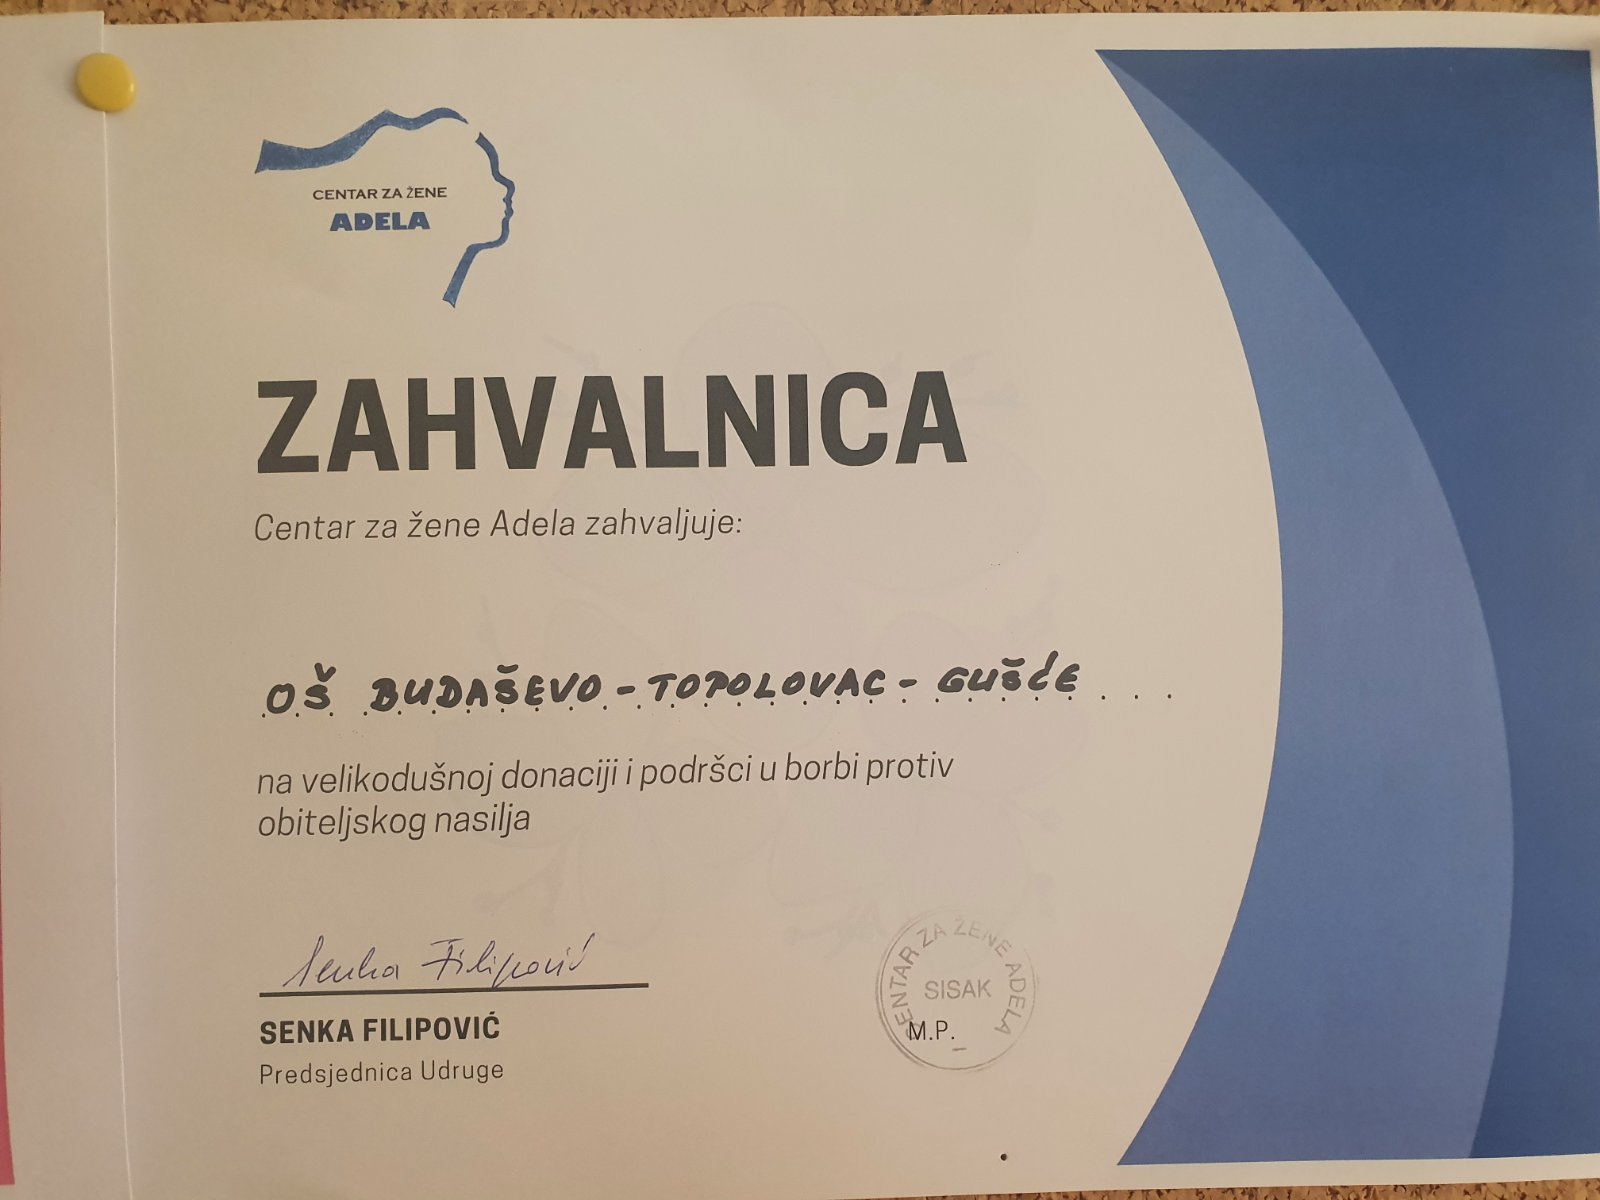 CENTAR ZA ŽENE
ADELA
ZAHVALNICA
Centar za žene Adela zahvaljuje:
OŠ BUDAŠEVO-TOPOLOVAC-GUŠĆE . . .
na velikodušnoj donaciji i podršci u borbi protiv
obiteljskog nasilja
Senka Filipović
SENKA FILIPOVIĆ
Predsjednica Udruge
CENTAR ZA ŽENE ADELA
SISAK
M.P.